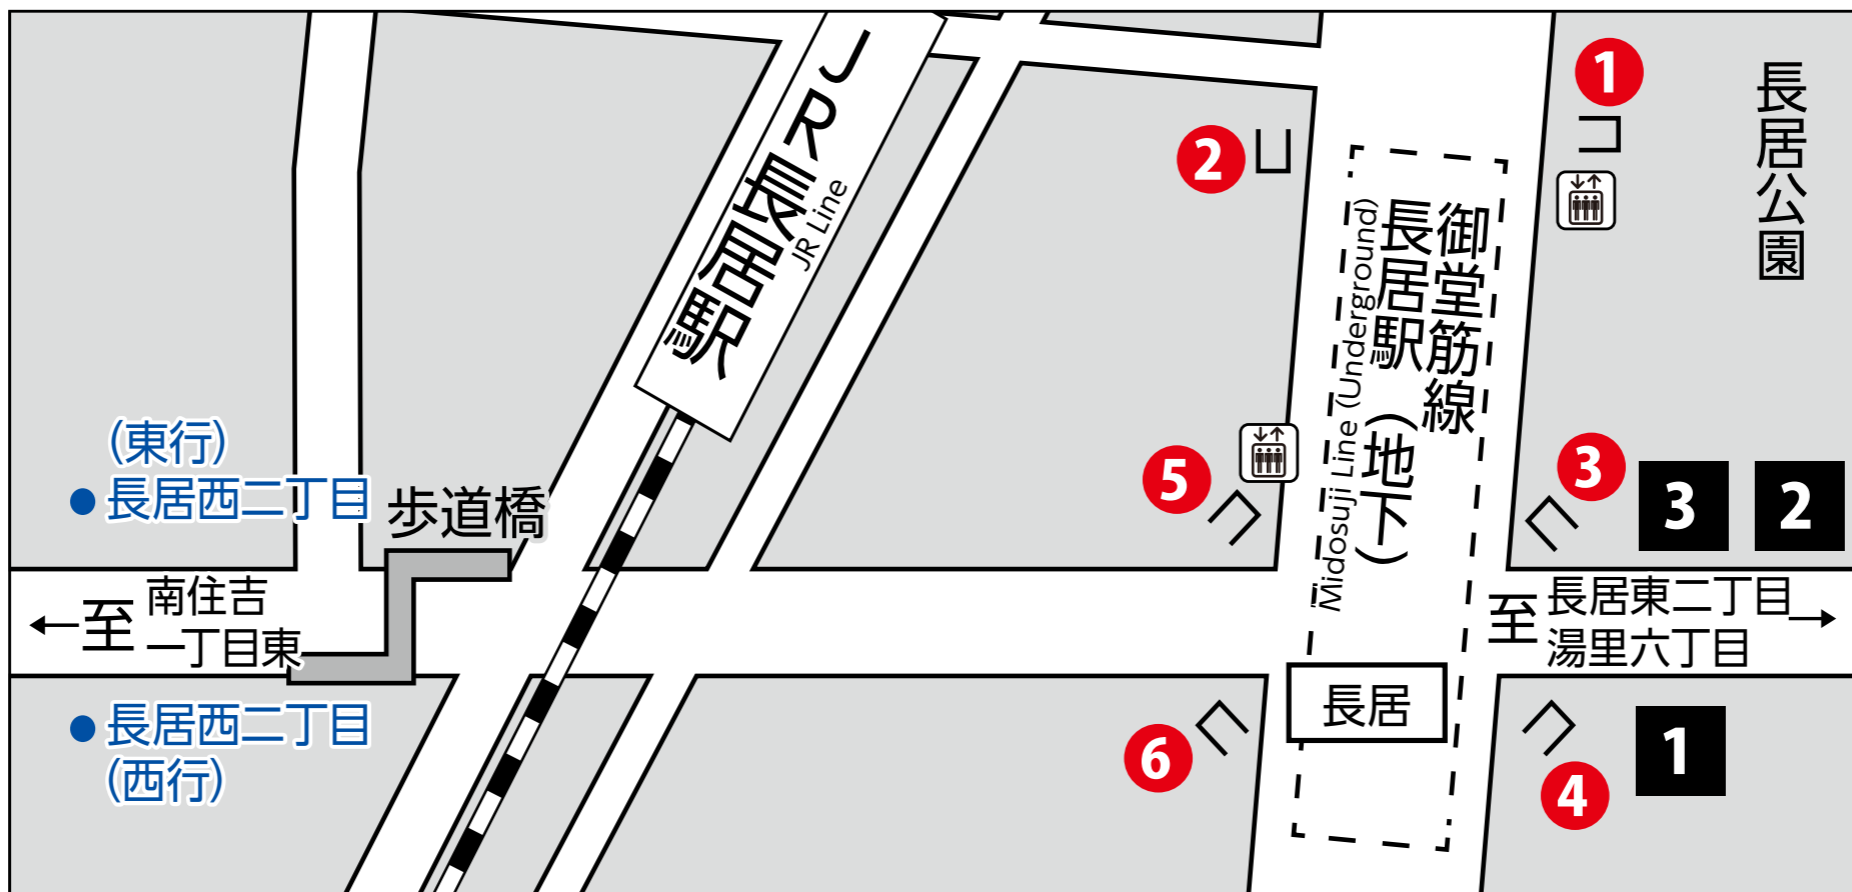 JR長居駅
JR Line
1
2
長居公園
御堂筋線
長居駅（地下）
Midosuji Line (Underground)
5
3
3
2
（東行）
長居西二丁目
歩道橋
←至 南住吉
一丁目東
至 長居東二丁目→
湯里六丁目
長居
長居西二丁目
（西行）
6
4
1